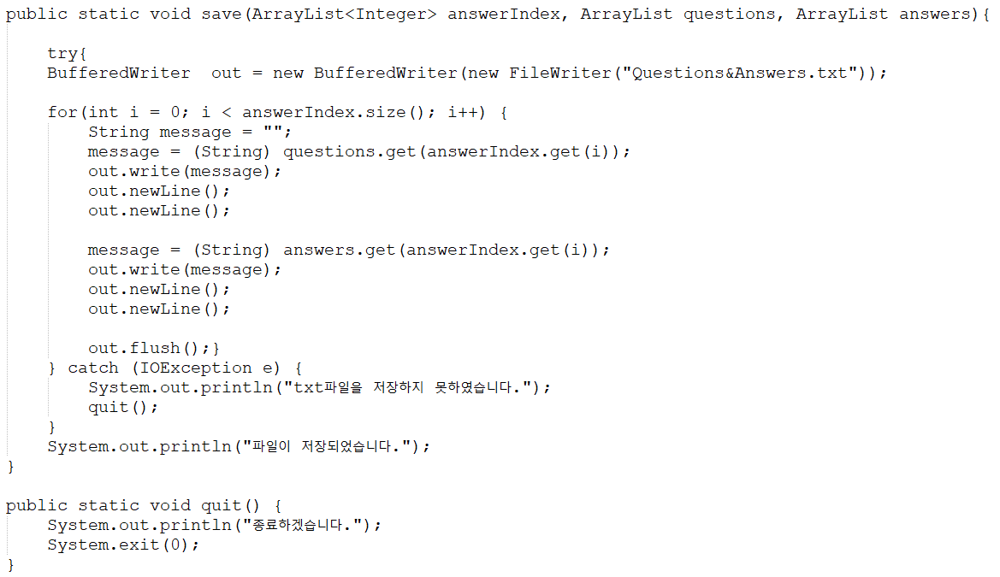 public static void save(ArrayList<Integer> answerIndex, ArrayList questions, ArrayList answers){
try{
BufferedWriter  out = new BufferedWriter(new FileWriter("Questions&Answers.txt"));
for(int i = 0; i < answerIndex.size(); i++) {
String message = "";
message = (String) questions.get(answerIndex.get(i));
out.write(message);
out.newLine();
out.newLine();
message = (String) answers.get(answerIndex.get(i));
out.write(message);
out.newLine();
out.newLine();
out.flush();}
} catch (IOException e) {
System.out.println("txt파일을 저장하지 못하였습니다.");
quit();
}
System.out.println("파일이 저장되었습니다.");
}
public static void quit() {
System.out.println("종료하겠습니다.");
System.exit(0);
}